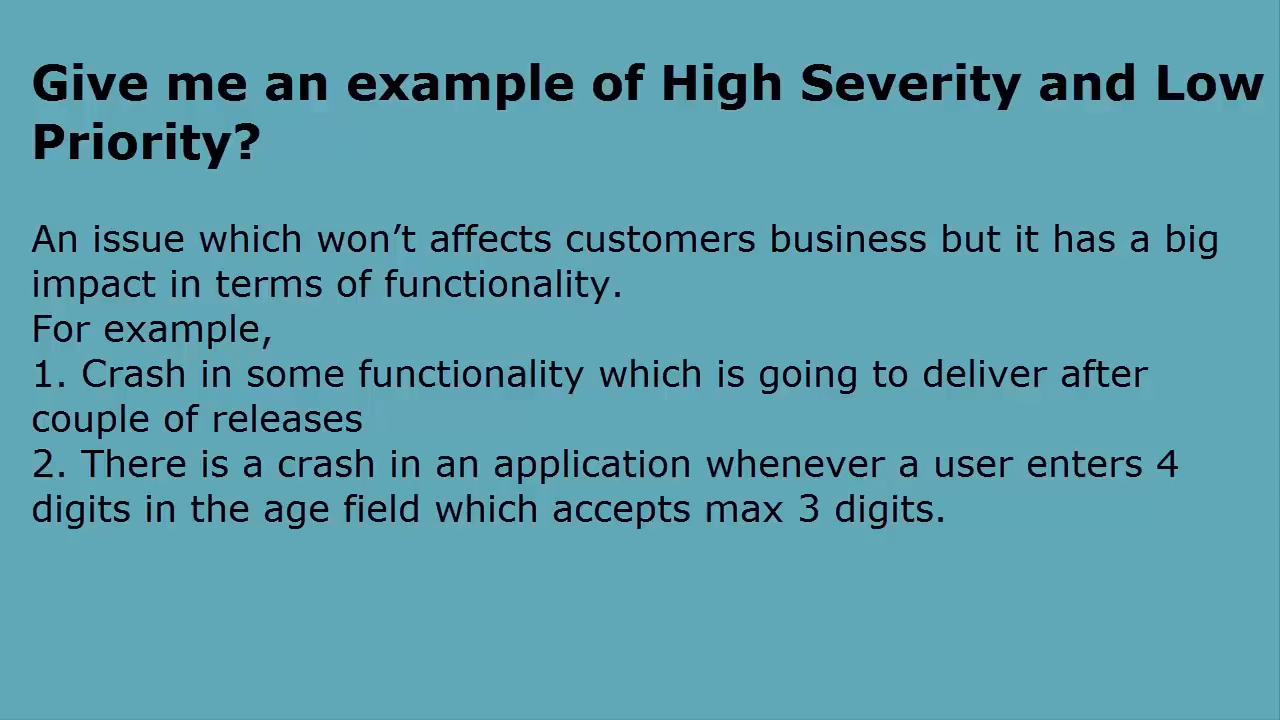 Give me an example of High Severity and Low
Priority?
An issue which won’t affects customers business but it has a big
impact in terms of functionality.
For example,
1. Crash in some functionality which is going to deliver after
couple of releases
2. There is a crash in an application whenever a user enters 4
digits in the age field which accepts max 3 digits.